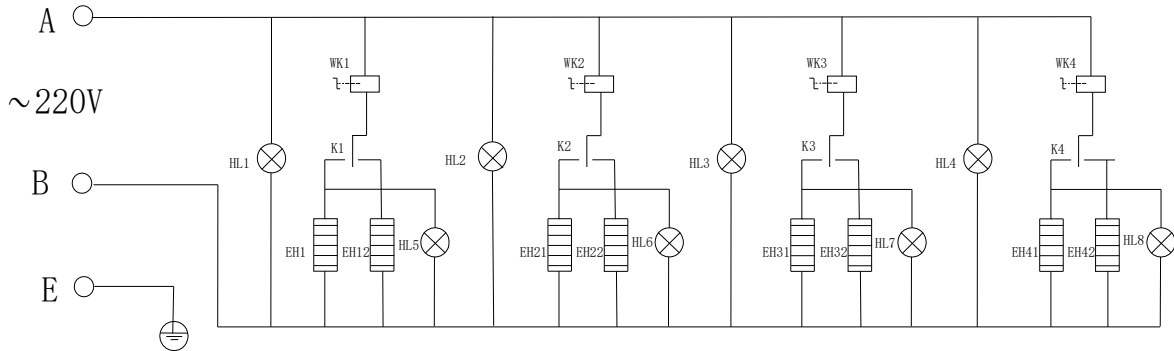 A
WK1
WK2
WK3
WK4
~220V
HL1
K1
HL2
K2
HL3
K3
HL4
K4
B
EH1
EH12
HL5
EH21
EH22
HL6
EH31
EH32
HL7
EH41
EH42
HL8
E